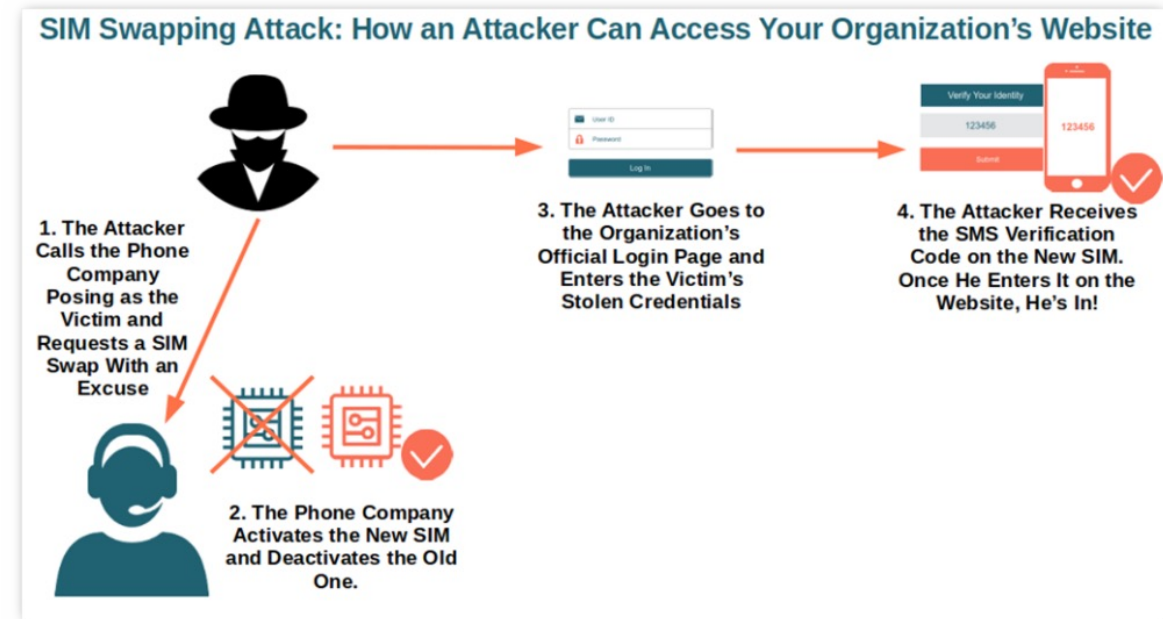 SIM Swapping Attack: How an Attacker Can Access Your Organization's Website
1. The Attacker
Calls the Phone
Company
Posing as the
Victim and
Requests a SIM
Swap With an
Excuse
2. The Phone Company
Activates the New SIM
and Deactivates the Old
One.
User ID
Password
Log In
3. The Attacker Goes to
the Organization's
Official Login Page and
Enters the Victim's
Stolen Credentials
Verify Your Identity
123456
Submit
123456
4. The Attacker Receives
the SMS Verification
Code on the New SIM.
Once He Enters It on the
Website, He's In!